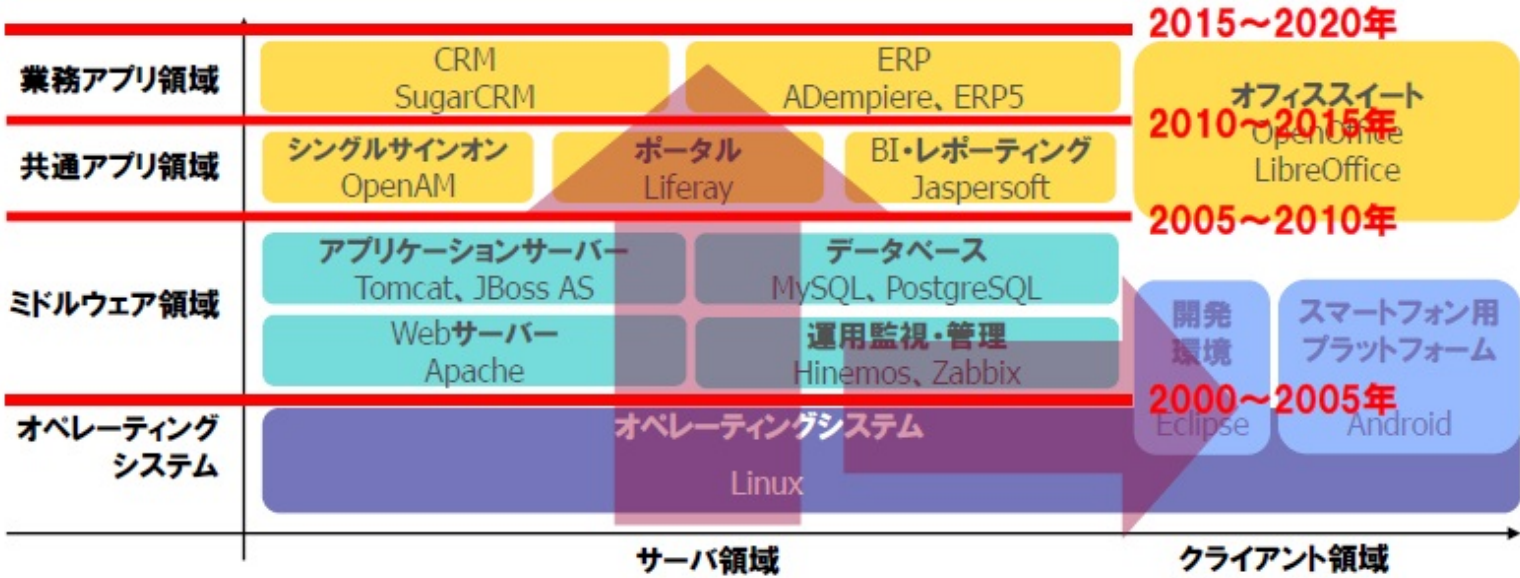 2015～2020年
業務アプリ領域
CRM
SugarCRM
ERP
ADempiere、ERP5
オフィススイート
OpenOffice
LibreOffice
2010～2015年
共通アプリ領域
シングルサインオン
OpenAM
ポータル
Liferay
BI・レポーティング
Jaspersoft
2005～2010年
ミドルウェア領域
アプリケーションサーバー
Tomcat、JBoss AS
データベース
MySQL、PostgreSQL
Webサーバー
Apache
運用監視・管理
Hinemos、Zabbix
開発
環境
Eclipse
スマートフォン用
プラットフォーム
Android
2000～2005年
オペレーティング
システム
オペレーティングシステム
Linux
サーバ領域
クライアント領域